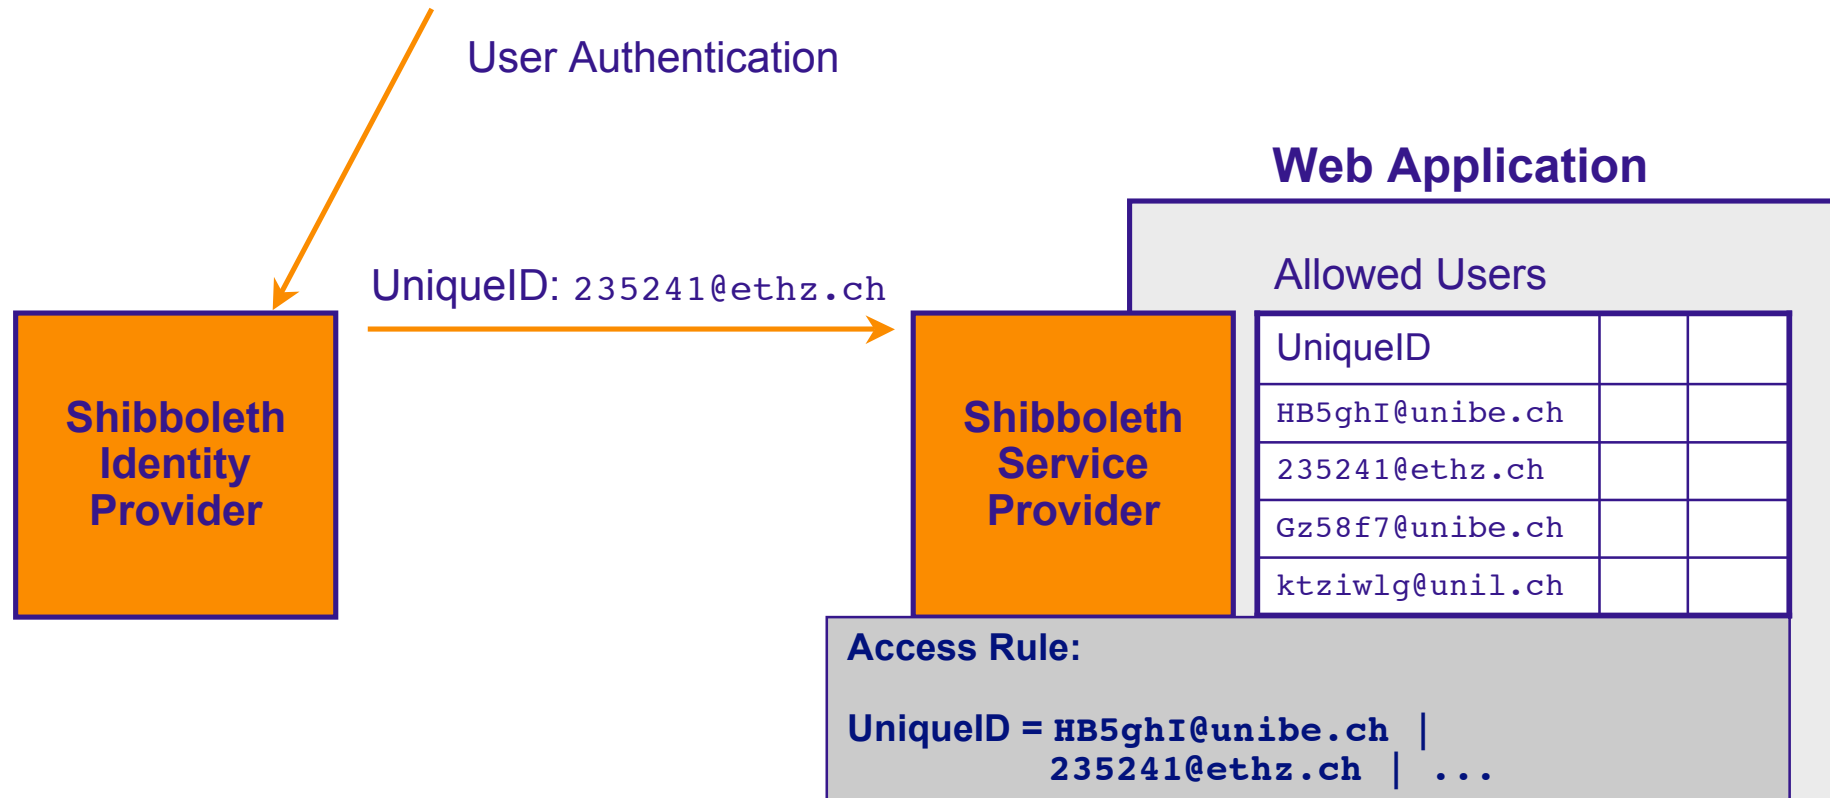 User Authentication
Web Application
UniqueID: 235241@ethz.ch
Allowed Users
Shibboleth
Identity
Provider
Shibboleth
Service
Provider
UniqueID
HB5ghI@unibe.ch
235241@ethz.ch
Gz58f7@unibe.ch
ktziwlg@unil.ch
Access Rule:
UniqueID = HB5ghI@unibe.ch |
235241@ethz.ch | ...